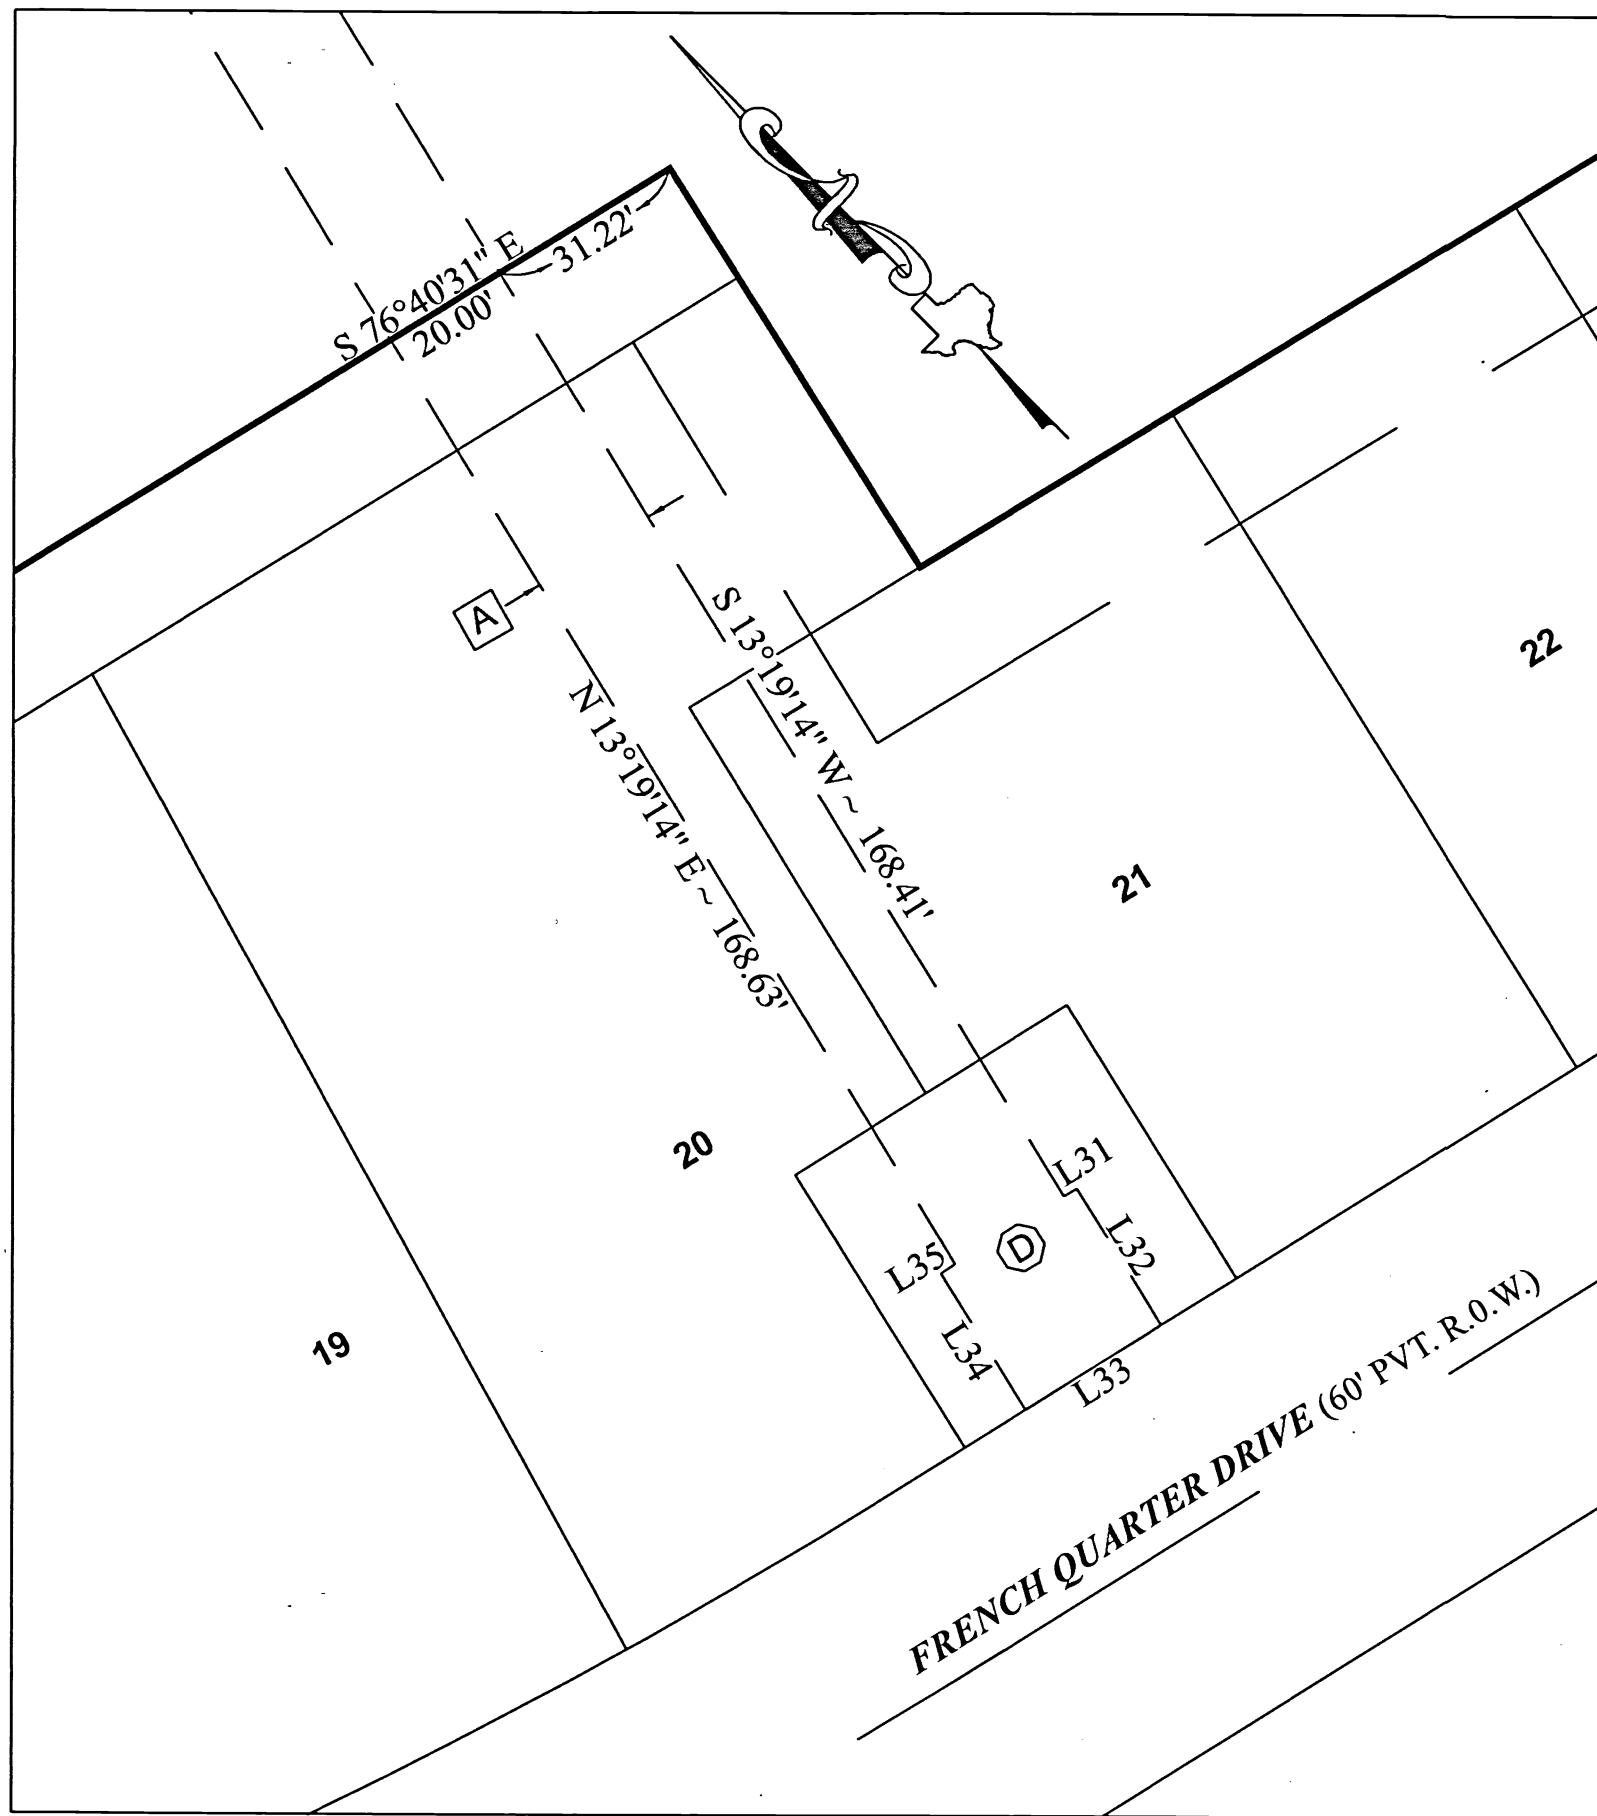 S 76°40'31" E
20.00'
31.22'
A
N 13°19'14" E ~ 168.63'
S 13°19'14" W ~ 168.41'
22
21
20
19
L31
L32
D
L35
L34
L33
FRENCH QUARTER DRIVE (60' PVT. R.O.W.)